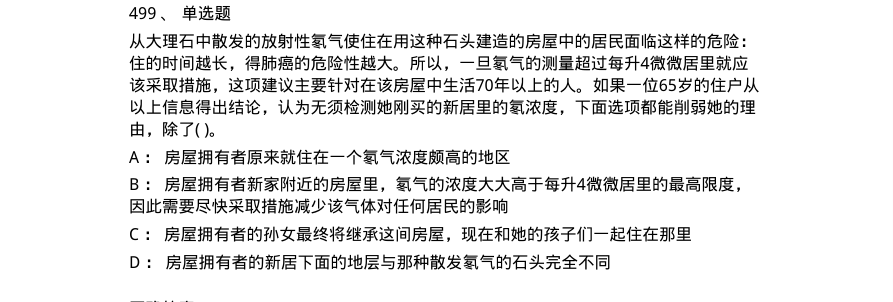 499 、 单选题
从大理石中散发的放射性氡气使住在用这种石头建造的房屋中的居民面临这样的危险：
住的时间越长，得肺癌的危险性越大。所以，一旦氡气的测量超过每升4微微居里就应
该采取措施，这项建议主要针对在该房屋中生活70年以上的人。如果一位65岁的住户从
以上信息得出结论，认为无须检测她刚买的新居里的氡浓度，下面选项都能削弱她的理
由，除了( )。
A ： 房屋拥有者原来就住在一个氡气浓度颇高的地区
B ： 房屋拥有者新家附近的房屋里，氡气的浓度大大高于每升4微微居里的最高限度，
因此需要尽快采取措施减少该气体对任何居民的影响
C ： 房屋拥有者的孙女最终将继承这间房屋，现在和她的孩子们一起住在那里
D ： 房屋拥有者的新居下面的地层与那种散发氡气的石头完全不同